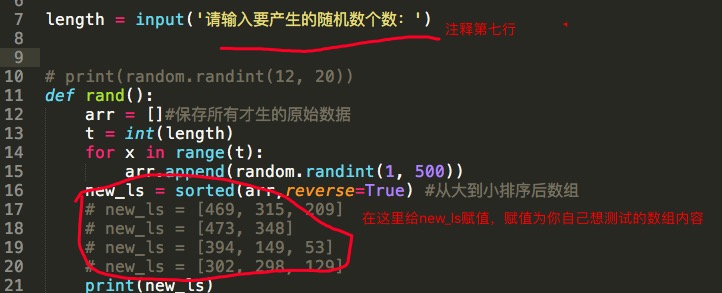 6
7 length = input('请输入要产生的随机数个数：') 注释第七行
8
9
10 # print(random.randint(12, 20))
11 def rand():
12 arr = []#保存所有才生的原始数据
13 t = int(length)
14 for x in range(t):
15 arr.append(random.randint(1, 500))
16 new_ls = sorted(arr,reverse=True) #从大到小排序后数组
17 # new_ls = [469, 315, 209] 在这里给new_ls赋值，赋值为你自己想测试的数组内容
18 # new_ls = [473, 348]
19 # new_ls = [394, 149, 53]
20 # new_ls = [302, 298, 129]
21 print(new_ls)